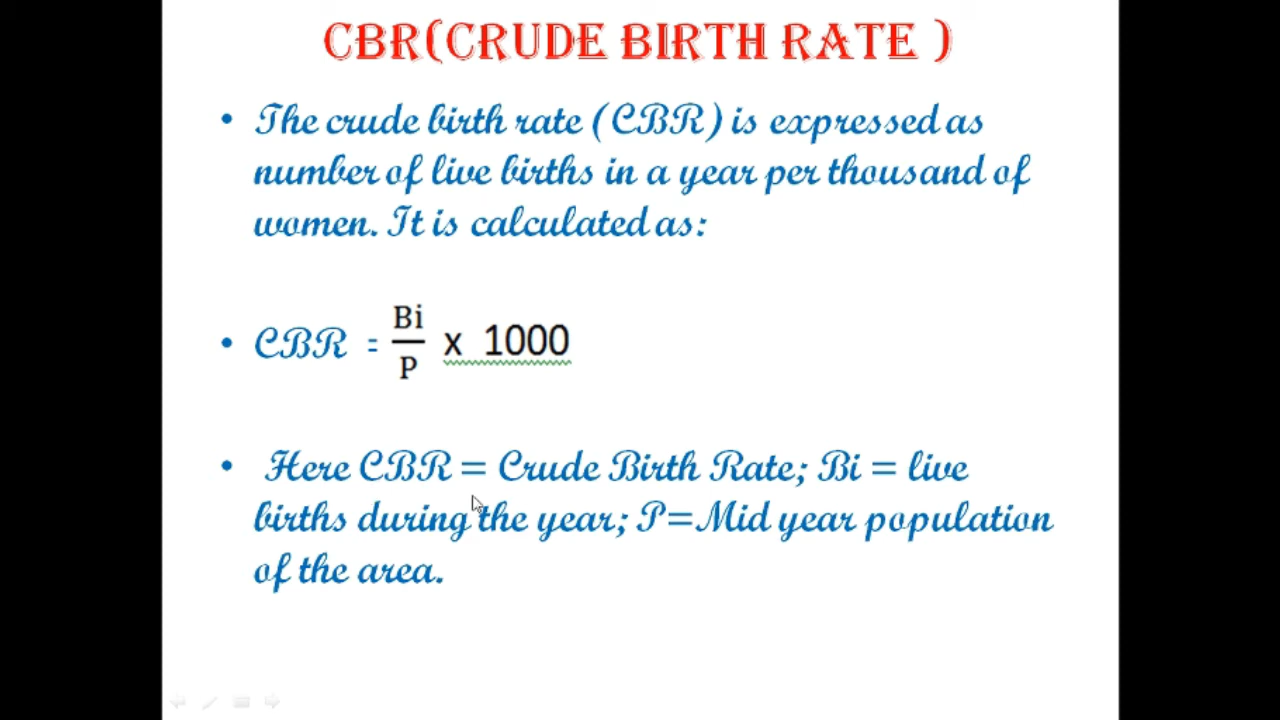 CBR(CRUDE BIRTH RATE )
• The crude birth rate (CBR) is expressed as
number of live births in a year per thousand of
women. It is calculated as:
• CBR = Bi/P x 1000
• Here CBR = Crude Birth Rate; Bi = live
births during the year; P=Mid year population
of the area.